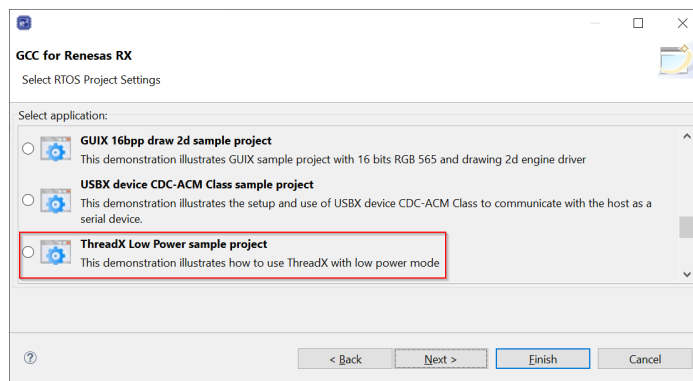 GCC for Renesas RX
Select RTOS Project Settings
Select application:
GUIX 16bpp draw 2d sample project
This demonstration illustrates GUIX sample project with 16 bits RGB 565 and drawing 2d engine driver
USBX device CDC-ACM Class sample project
This demonstration illustrates the setup and use of USBX device CDC-ACM Class to communicate with the host as a
serial device.
ThreadX Low Power sample project
This demonstration illustrates how to use ThreadX with low power mode
?
< Back
Next >
Finish
Cancel